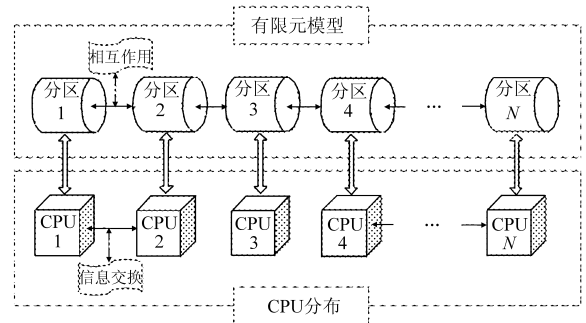 有限元模型
相互作用
分区 1
分区 2
分区 3
分区 4
...
分区 N
CPU 1
CPU 2
CPU 3
CPU 4
...
CPU N
信息交换
CPU分布